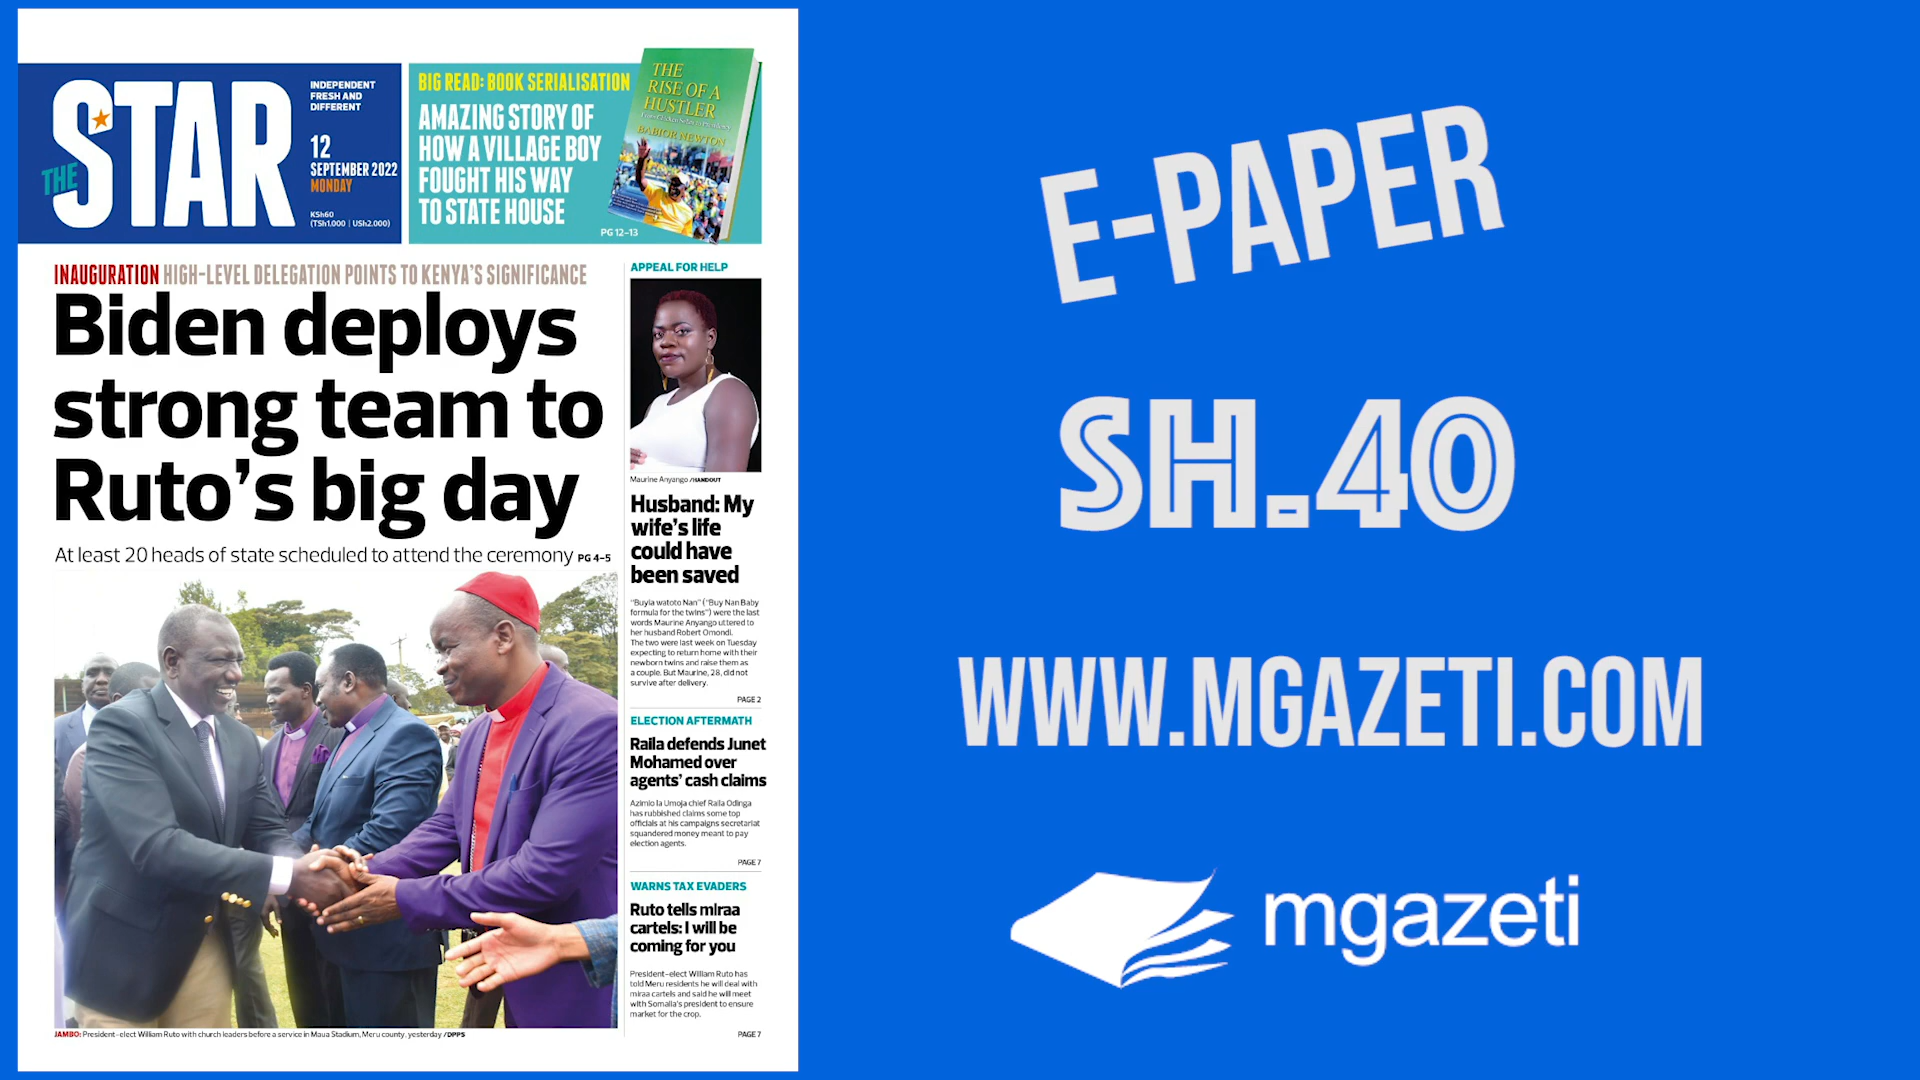 THE STAR
INDEPENDENT
FRESH AND
DIFFERENT
12
SEPTEMBER 2022
MONDAY
KSh60
(TSh1.000 | USh2.000)
BIG READ: BOOK SERIALISATION
AMAZING STORY OF
HOW A VILLAGE BOY
FOUGHT HIS WAY
TO STATE HOUSE
PG 12-13
THE
RISE OF A
HUSTLER
BABIOR NEWTON
INAUGURATION HIGH-LEVEL DELEGATION POINTS TO KENYA'S SIGNIFICANCE
Biden deploys
strong team to
Ruto's big day
At least 20 heads of state scheduled to attend the ceremony PG 4-5
JAMBO: President-elect William Ruto with church leaders before a service in Maua Stadium, Meru county, yesterday /DPPS
APPEAL FOR HELP
Maurine Anyango /HANDOUT
Husband: My
wife's life
could have
been saved
"Buyia watoto Nan" ("Buy Nan Baby
formula for the twins") were the last
words Maurine Anyango uttered to
her husband Robert Omondi.
The two were last week on Tuesday
expecting to return home with their
newborn twins and raise them as
a couple. But Maurine, 28, did not
survive after delivery.
PAGE 2
ELECTION AFTERMATH
Raila defends Junet
Mohamed over
agents' cash claims
Azimio la Umoja chief Raila Odinga
has rubbished claims some top
officials at his campaigns secretariat
squandered money meant to pay
election agents.
PAGE 7
WARNS TAX EVADERS
Ruto tells miraa
cartels: I will be
coming for you
President-elect William Ruto has
told Meru residents he will deal with
miraa cartels and said he will meet
with Somalia's president to ensure
market for the crop.
PAGE 7
E-PAPER
SH.40
WWW.MGAZETI.COM
mgazeti